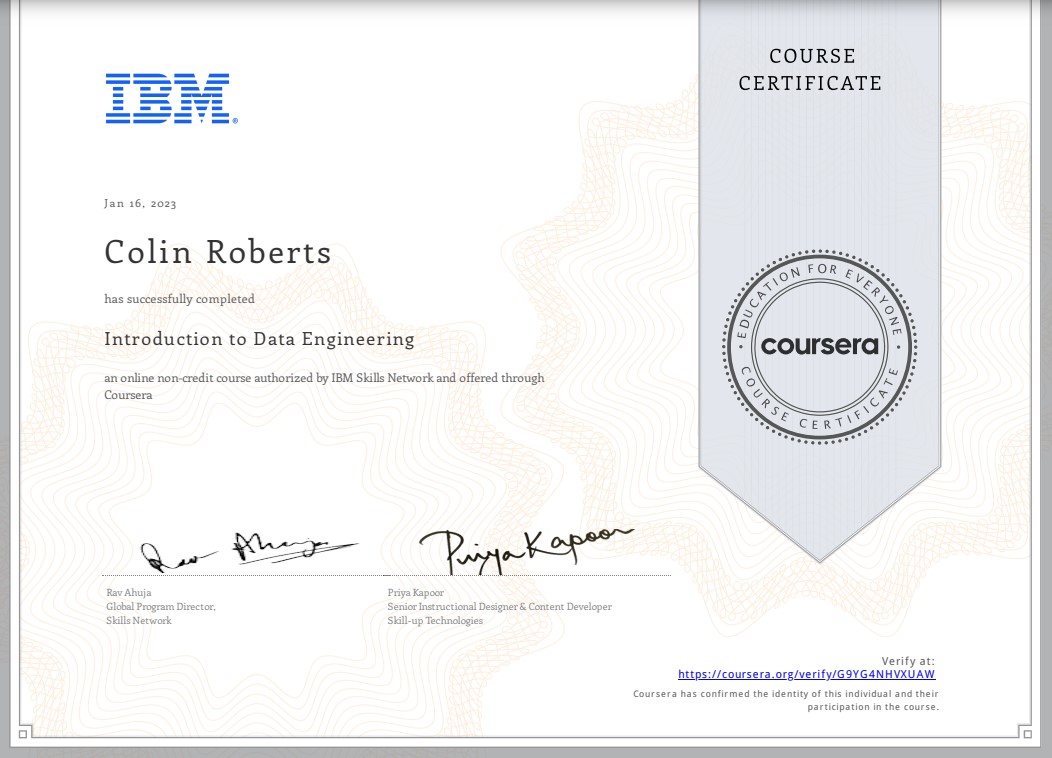 COURSE
CERTIFICATE
IBM®
Jan 16, 2023
Colin Roberts
has successfully completed
Introduction to Data Engineering
an online non-credit course authorized by IBM Skills Network and offered through
Coursera
EDUCATION FOR EVERYONE
coursera
COURSE CERTIFICATE
Rav Ahuja
Priya Kapoor
Rav Ahuja
Global Program Director,
Skills Network
Priya Kapoor
Senior Instructional Designer & Content Developer
Skill-up Technologies
Verify at:
https://coursera.org/verify/G9YG4NHVXUAW
Coursera has confirmed the identity of this individual and their
participation in the course.